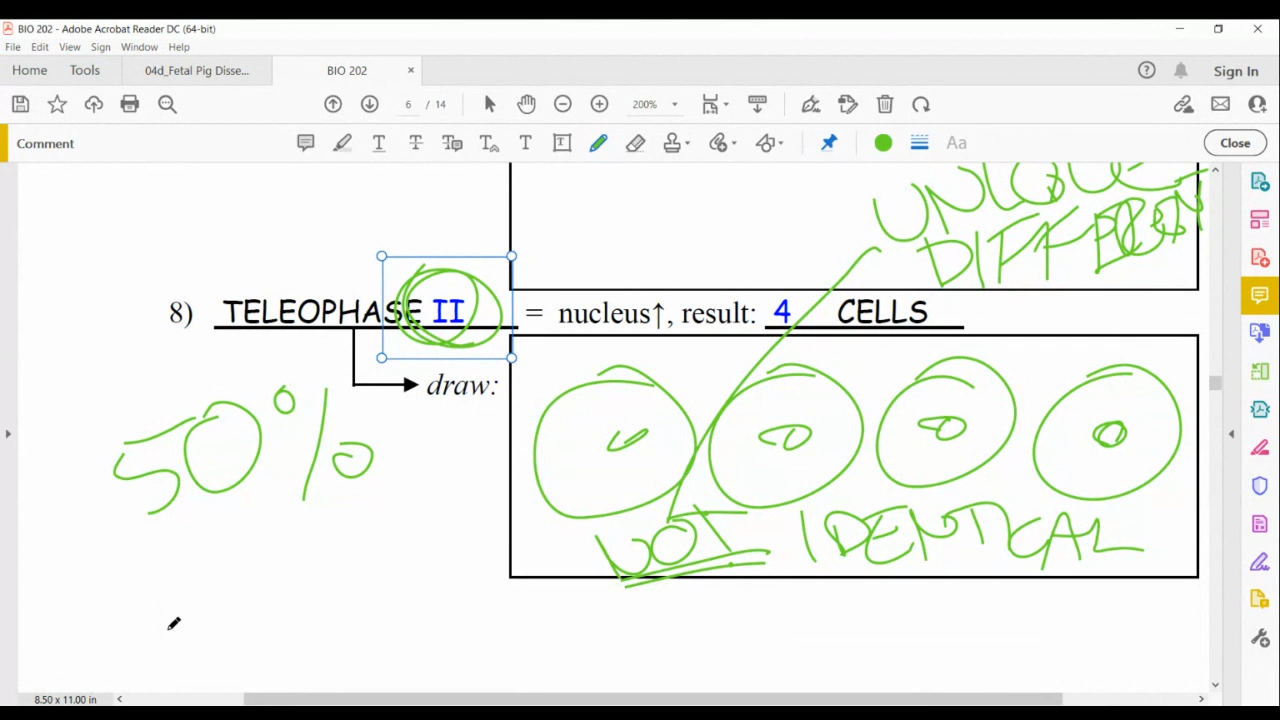 BIO 202 - Adobe Acrobat Reader DC (64-bit)
File Edit View Sign Window Help
Home Tools 04d_Fetal Pig Disse... BIO 202 × Sign In
6 / 14 200%
Comment Aa Close
DIFF
8) TELEOPHASE II = nucleus↑, result: 4 CELLS
draw:
50%
NOT IDENTICAL
8.50 x 11.00 in